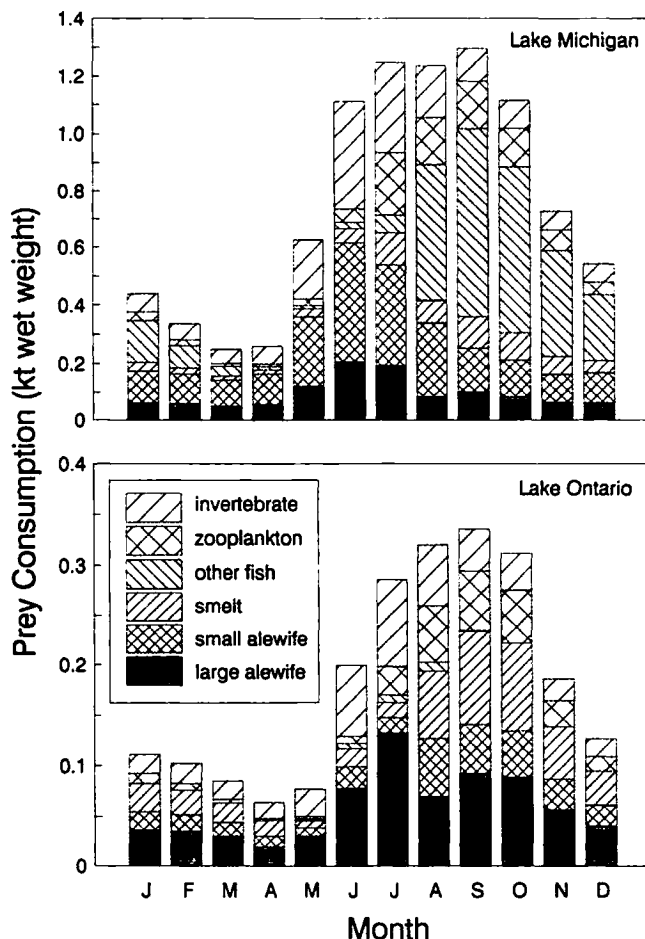 Lake Michigan
1.4
1.2
1.0
0.8
0.6
0.4
0.2
0
Prey Consumption (kt wet weight)
Lake Ontario
0.4
0.3
0.2
0.1
0
invertebrate
zooplankton
other fish
smelt
small alewife
large alewife
J F M A M J J A S O N D
Month